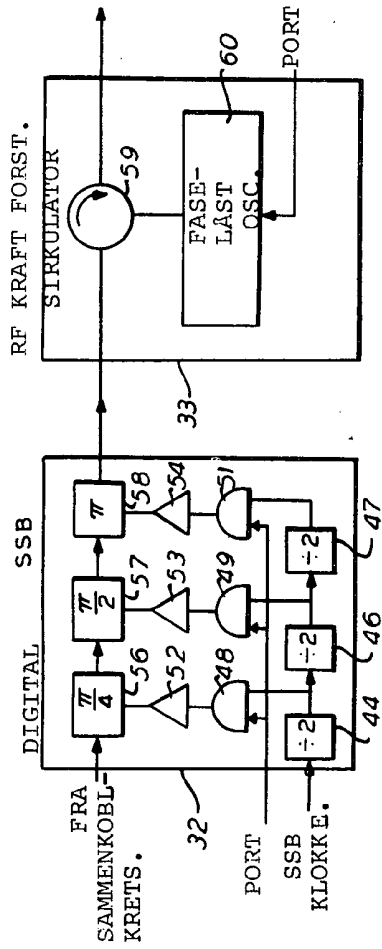 DIGITAL SSB
π/4
π/2
π
56
57
58
52
53
54
48
49
51
÷2
÷2
÷2
44
46
47
32
FRA
SAMMENKOBL-
KRETS.
PORT
SSB
KLOKKE.
RF KRAFT FORST.
SIRKULATOR
59
FASE-
LÅST
OSC.
60
33
PORT